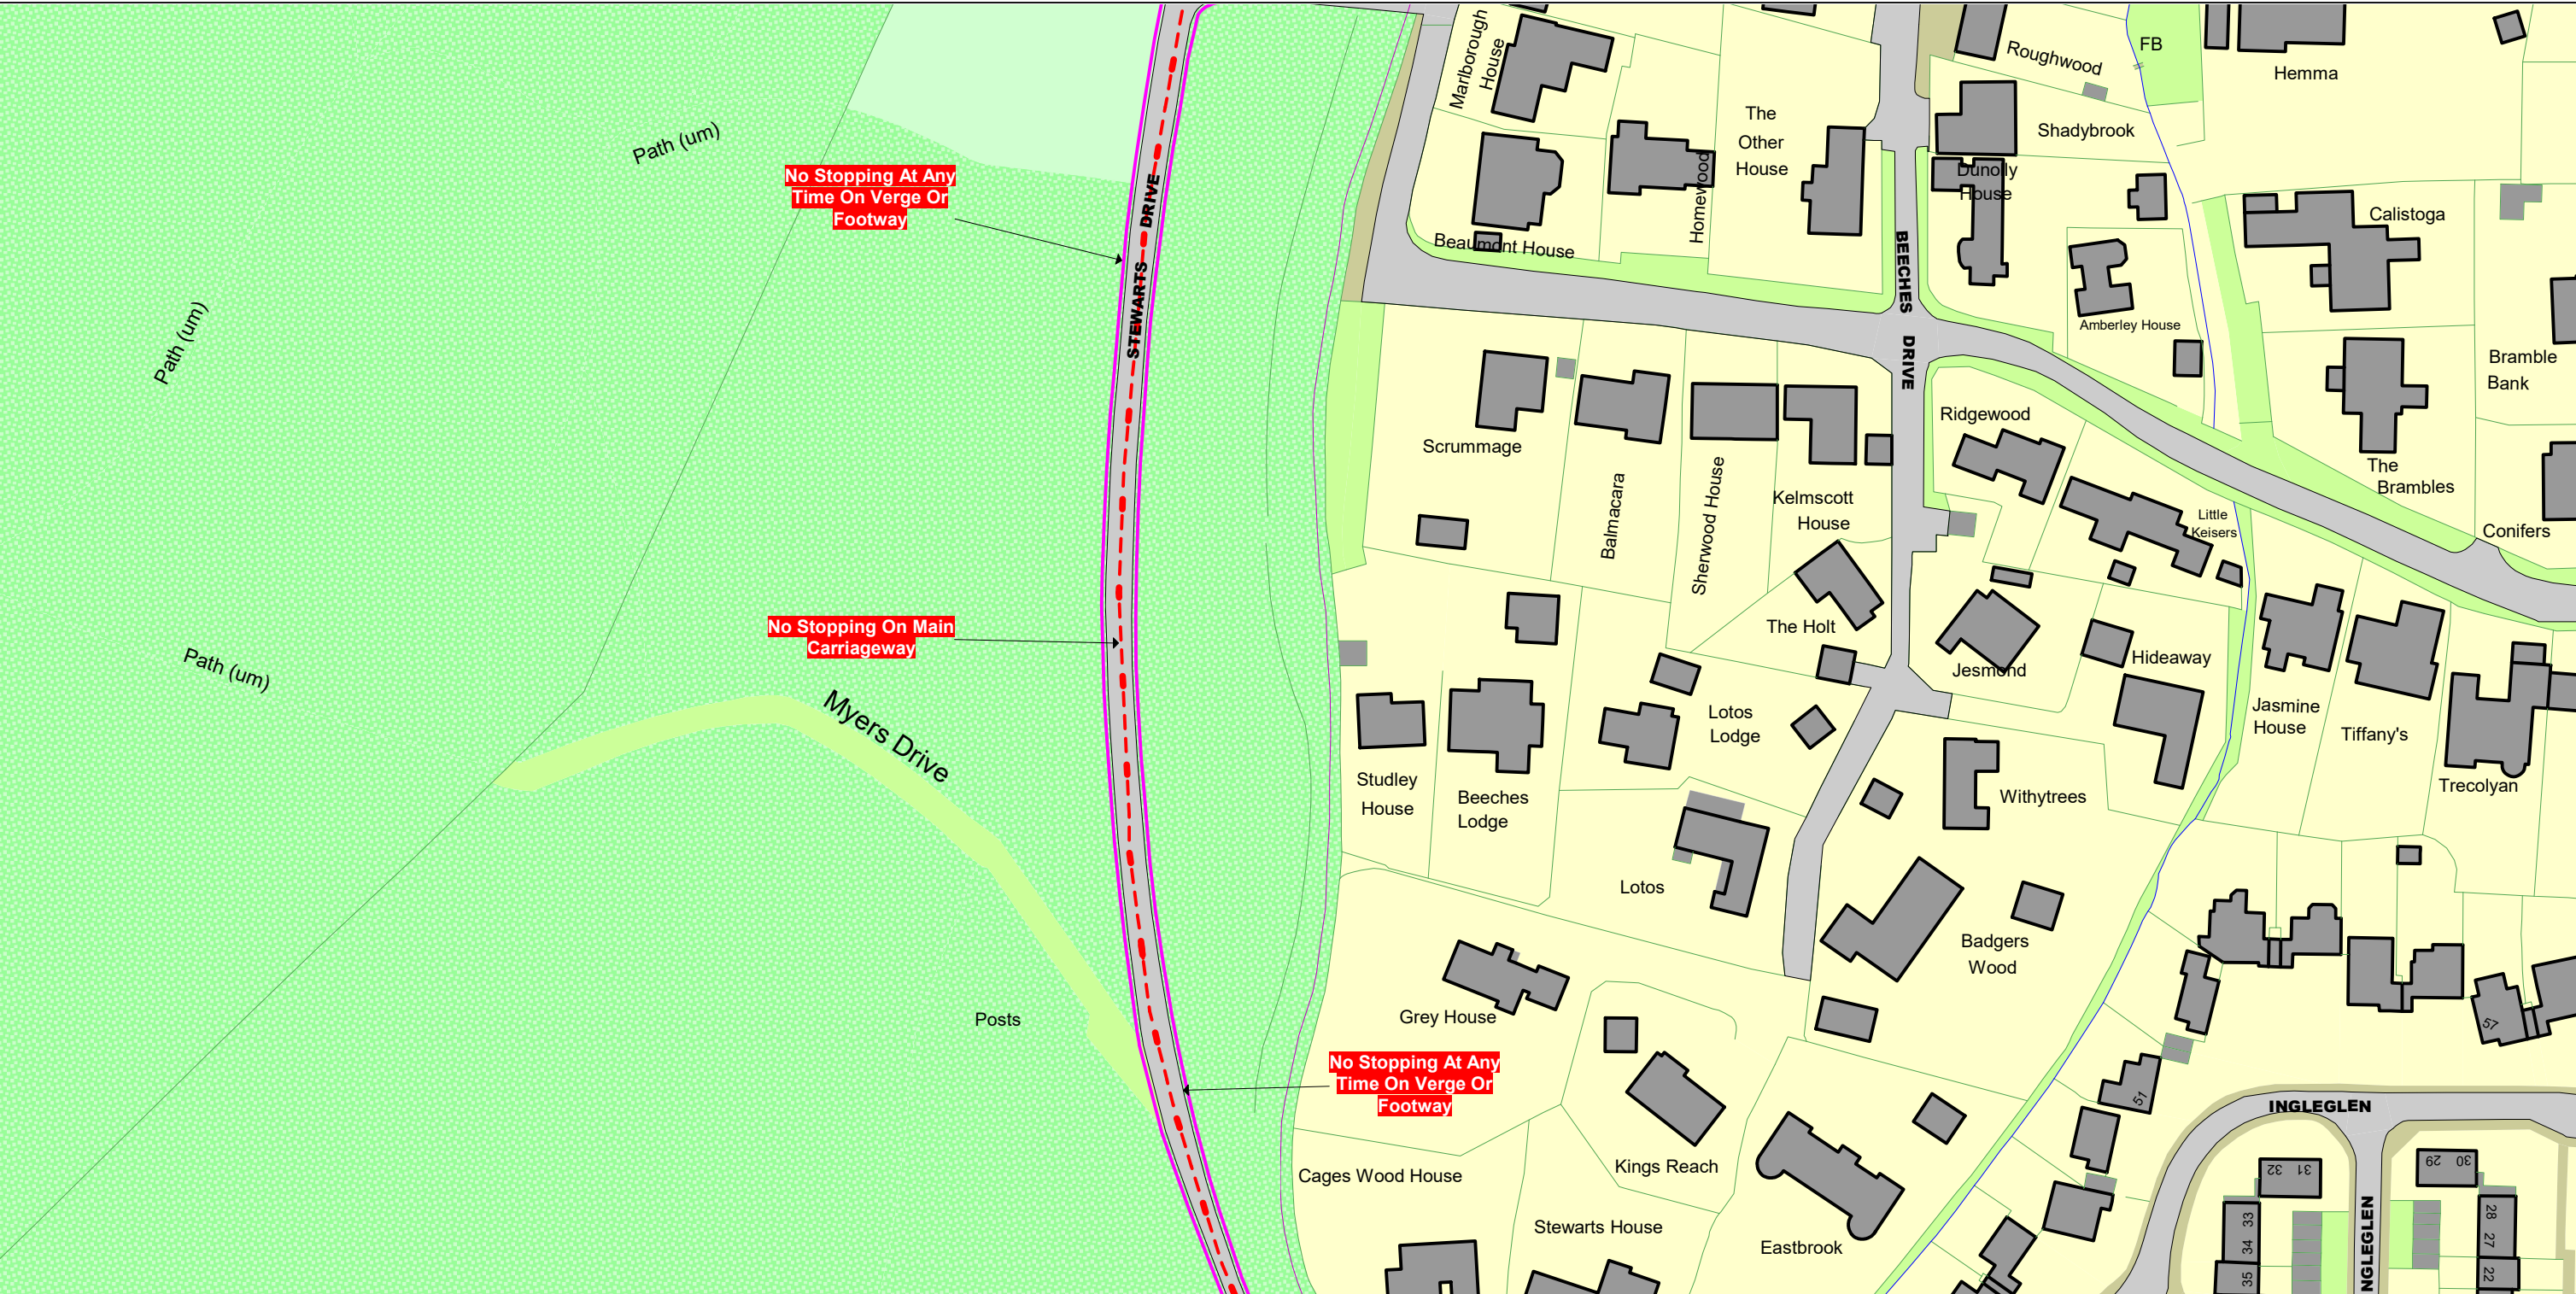 Marlborough
House
Roughwood
FB
Hemma
Path (um)
The
Other
House
Shadybrook
No Stopping At Any
Time On Verge Or
Footway
STEWARTS DRIVE
Homewood
Dunolly
House
Calistoga
Beaumont House
BEECHES DRIVE
Amberley House
Path (um)
Bramble
Bank
Scrummage
Ridgewood
The
Brambles
Balmacara
Sherwood House
Kelmscott
House
Little
Keisers
Conifers
No Stopping On Main
Carriageway
The Holt
Jesmond
Hideaway
Path (um)
Myers Drive
Lotos
Lodge
Jasmine
House
Tiffany's
Studley
House
Beeches
Lodge
Withytrees
Trecolyan
Lotos
Badgers
Wood
Posts
Grey House
57
No Stopping At Any
Time On Verge Or
Footway
51
INGLEGLEN
Cages Wood House
Kings Reach
32 31
29 30
Stewarts House
Eastbrook
33
34
35
INGLEGLEN
28
27
22